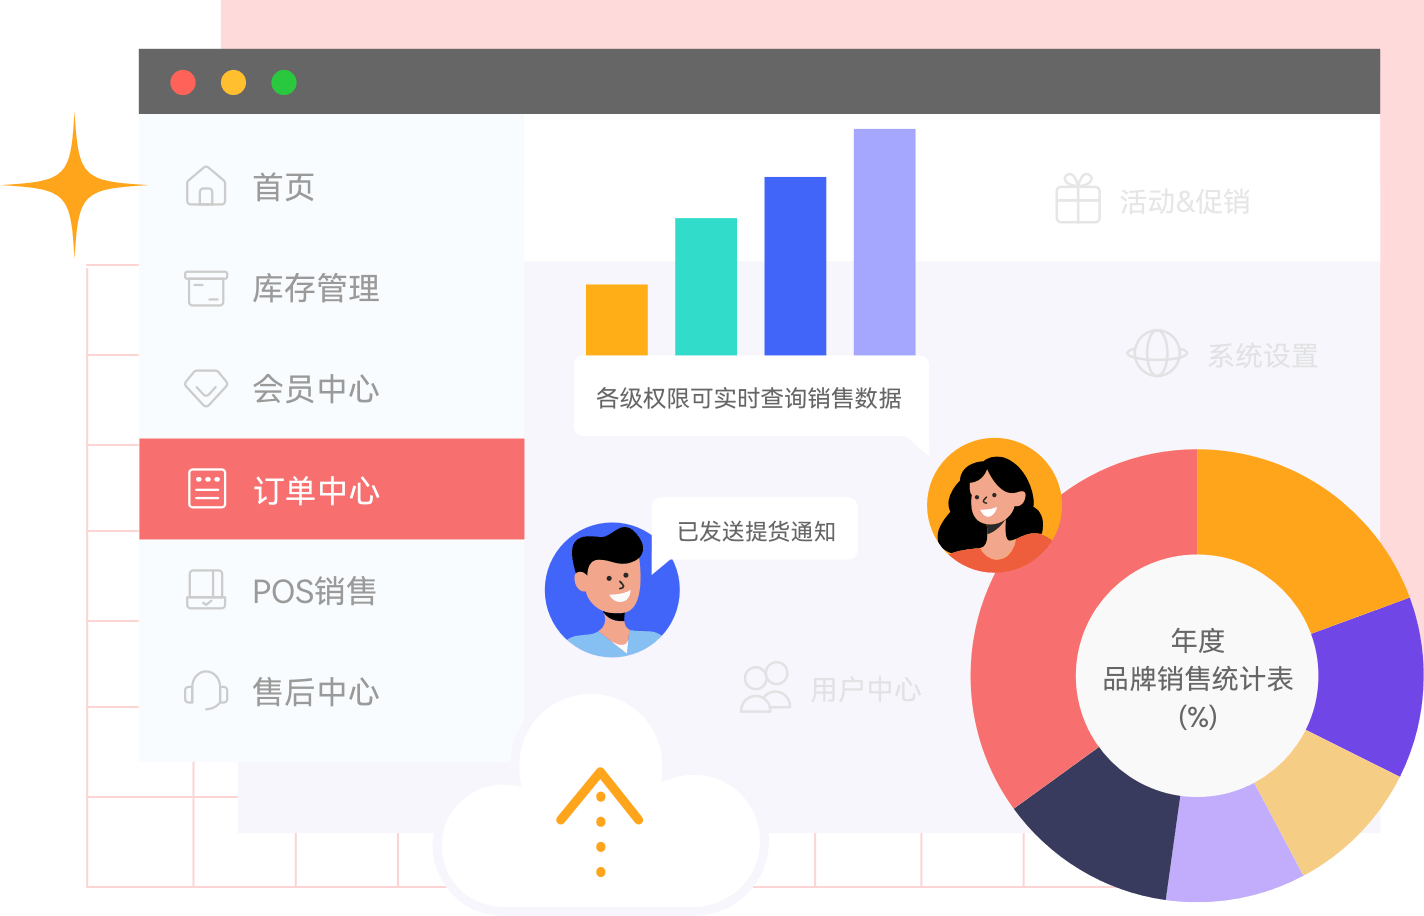 首页
库存管理
会员中心
订单中心
POS销售
售后中心
活动&促销
系统设置
各级权限可实时查询销售数据
已发送提货通知
用户中心
年度
品牌销售统计表
(%)